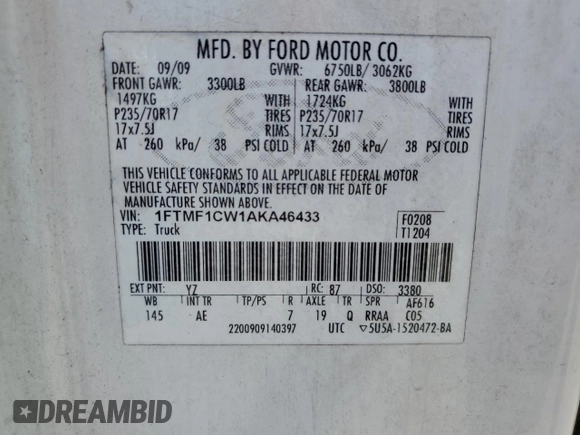 MFD. BY FORD MOTOR CO.
DATE: 09/09 GVWR: 6750LB/ 3062KG
FRONT GAWR: 3300LB REAR GAWR: 3800LB
1497KG WITH 1724KG WITH
P235/70R17 TIRES P235/70R17 TIRES
17x7.5J RIMS 17x7.5J RIMS
AT 260 kPa/ 38 PSI COLD AT 260 kPa/ 38 PSI COLD
THIS VEHICLE CONFORMS TO ALL APPLICABLE FEDERAL MOTOR
VEHICLE SAFETY STANDARDS IN EFFECT ON THE DATE OF
MANUFACTURE SHOWN ABOVE.
VIN: 1FTMF1CW1AKA46433 F0208
TYPE: Truck T1204
EXT PNT: YZ RC: 87 DSO: 3380
WB INT TR TP/PS R AXLE TR SPR AF616
145 AE 7 19 Q RRAA C05
2200909140397 UTC ▽5U5A-1520472-BA
DREAMBID